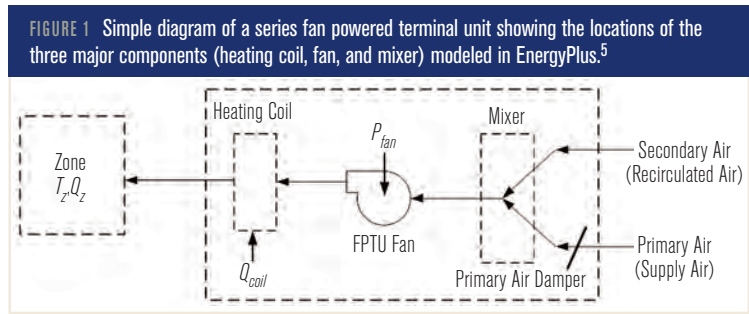 FIGURE 1 Simple diagram of a series fan powered terminal unit showing the locations of the
three major components (heating coil, fan, and mixer) modeled in EnergyPlus.5
Heating Coil
Mixer
Pfan
Zone
Tz,Qz
Secondary Air
(Recirculated Air)
FPTU Fan
Primary Air
(Supply Air)
Qcoil
Primary Air Damper